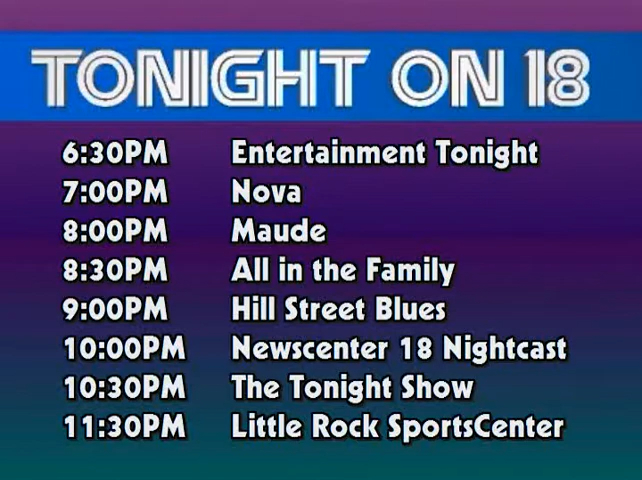 TONIGHT ON 18
6:30PM Entertainment Tonight
7:00PM Nova
8:00PM Maude
8:30PM All in the Family
9:00PM Hill Street Blues
10:00PM Newscenter 18 Nightcast
10:30PM The Tonight Show
11:30PM Little Rock SportsCenter